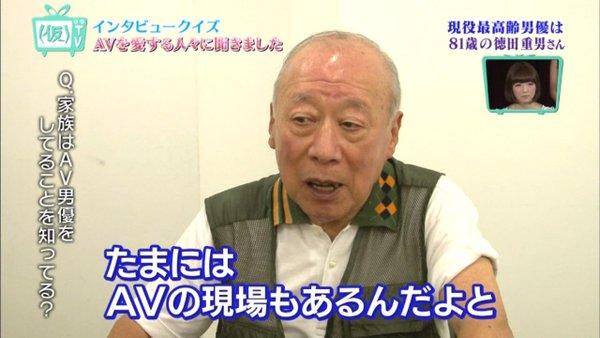 (仮)
TV
インタビュークイズ
AVを愛する人々に聞きました
現役最高齢男優は
81歳の徳田重男さん
Q.家族はAV男優を
してることを知ってる?
たまには
AVの現場もあるんだよと